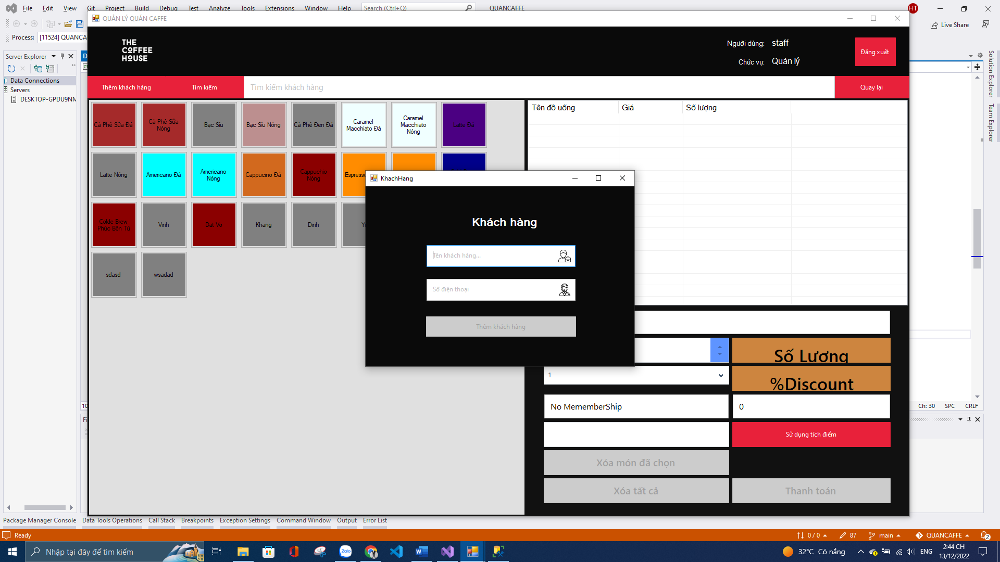 File Edit View Git Project Build Debug Test Analyze Tools Extensions Window Help Search (Ctrl+Q) QUANCAFFE HT
Live Share
Process: [11524] QUANCA
QUẢN LÝ QUÁN CAFFE
THE
COFFEE
HOUSE
Người dùng: staff
Chức vụ: Quản lý
Đăng xuất
Thêm khách hàng Tìm kiếm Tìm kiếm khách hàng Quay lại
Server Explorer
Data Connections
Servers
DESKTOP-GPDU9NM
Solution Explorer
Team Explorer
Cà Phê Sữa Đá
Cà Phê Sữa
Nóng
Bạc Sỉu
Bạc Sỉu Nóng
Cà Phê Đen Đá
Caramel
Macchiato Đá
Caramel
Macchiato
Nóng
Latte Đá
Latte Nóng
Americano Đá
Americano
Nóng
Cappucino Đá
Cappuchio
Nóng
Espresso
Colde Brew
Phúc Bồn Tử
Vinh
Dat Vo
Khang
Dinh
sdasd
wsadad
Tên đồ uống Giá Số lượng
KhachHang
Khách hàng
Tên khách hàng...
Số điện thoại
Thêm khách hàng
Số Lượng
1
%Discount
No MememberShip
0
Sử dụng tích điểm
Xóa món đã chọn
Xóa tất cả
Thanh toán
Ch: 30 SPC CRLF
Package Manager Console Data Tools Operations Call Stack Breakpoints Exception Settings Command Window Output Error List
Ready
0 / 0 87 main QUANCAFFE 2
Nhập tại đây để tìm kiếm
Zalo
32°C Có nắng
ENG
2:44 CH
13/12/2022